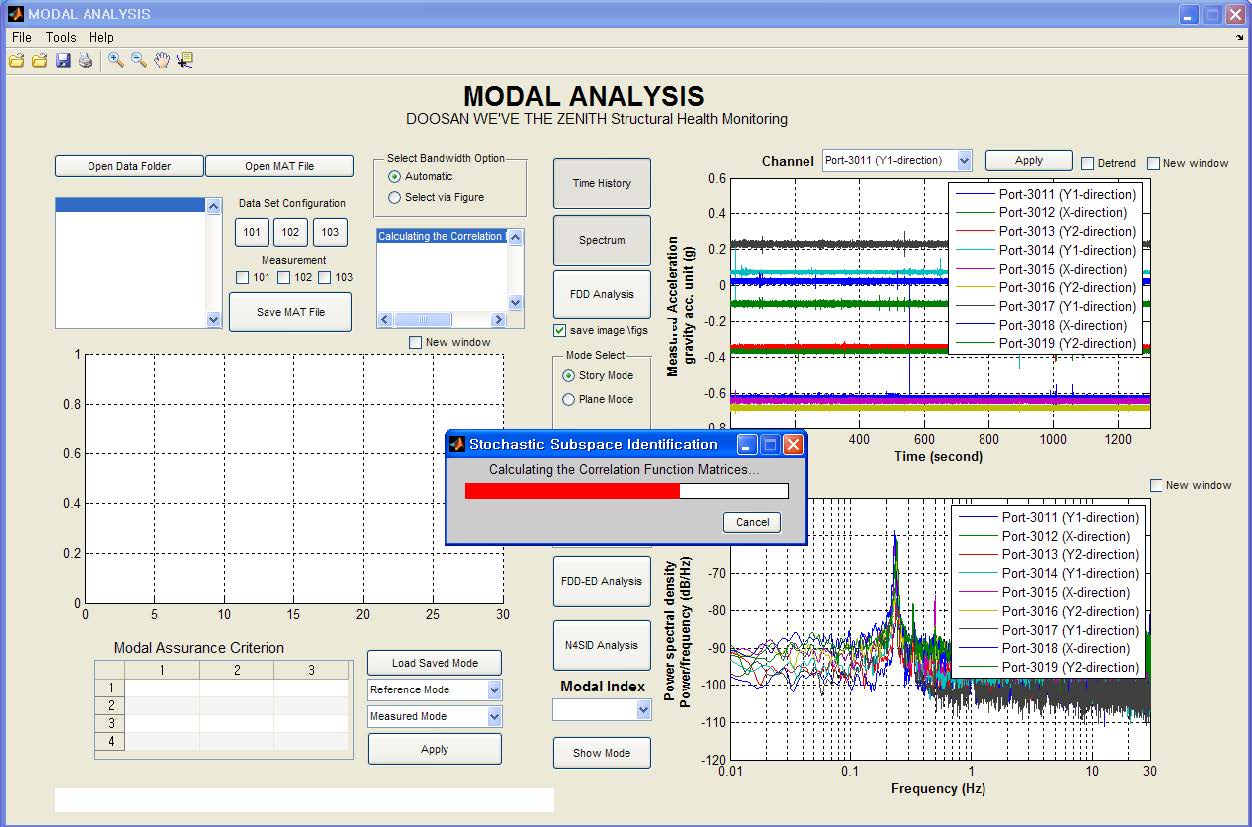 MODAL ANALYSIS
File Tools Help
MODAL ANALYSIS
DOOSAN WE'VE THE ZENITH Structural Health Monitoring
Open Data Folder
Open MAT File
Data Set Configuration
101 102 103
Measurement
101 102 103
Save MAT File
Select Bandwidth Option
Automatic
Select via Figure
Calculating the Correlation
New window
Time History
Spectrum
FDD Analysis
save image\figs
Mode Select
Story Mode
Plane Mode
Channel Port-3011 (Y1-direction) Apply Detrend New window
Measured Acceleration
gravity acc. unit (g)
0.6
0.4
0.2
0
-0.2
-0.4
-0.6
-0.8
Port-3011 (Y1-direction)
Port-3012 (X-direction)
Port-3013 (Y2-direction)
Port-3014 (Y1-direction)
Port-3015 (X-direction)
Port-3016 (Y2-direction)
Port-3017 (Y1-direction)
Port-3018 (X-direction)
Port-3019 (Y2-direction)
400 600 800 1000 1200
Time (second)
1
0.8
0.6
0.4
0.2
0
0 5 10 15 20 25 30
Stochastic Subspace Identification
Calculating the Correlation Function Matrices...
Cancel
FDD-ED Analysis
N4SID Analysis
Modal Index
Show Mode
New window
Power spectral density
Power/frequency (dB/Hz)
-70
-80
-90
-100
-110
-120
Port-3011 (Y1-direction)
Port-3012 (X-direction)
Port-3013 (Y2-direction)
Port-3014 (Y1-direction)
Port-3015 (X-direction)
Port-3016 (Y2-direction)
Port-3017 (Y1-direction)
Port-3018 (X-direction)
Port-3019 (Y2-direction)
0.01 0.1 1 10 30
Frequency (Hz)
Modal Assurance Criterion
1 2 3
1
2
3
4
Load Saved Mode
Reference Mode
Measured Mode
Apply